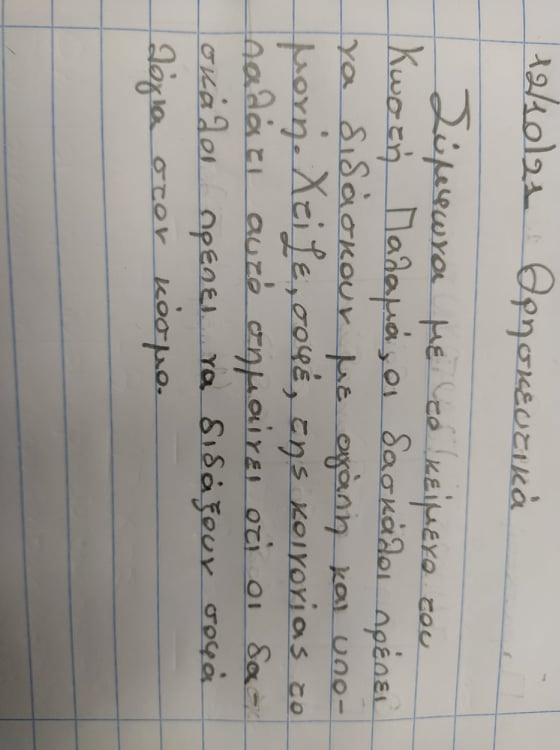 12/10/21 Θρησκευτικά
Σύμφωνα με το κείμενο του
Κωστή Παλαμά, οι δασκάλοι πρέπει
να διδάσκουν με αγάπη και υπο-
μονή. Χτίζε, σοφέ, της κοινονίας το
παλάτι αυτό σημαίνει οτί οι δα-
σκάλοι πρέπει να διδάξουν σοφά
λόγια στον κόσμο.